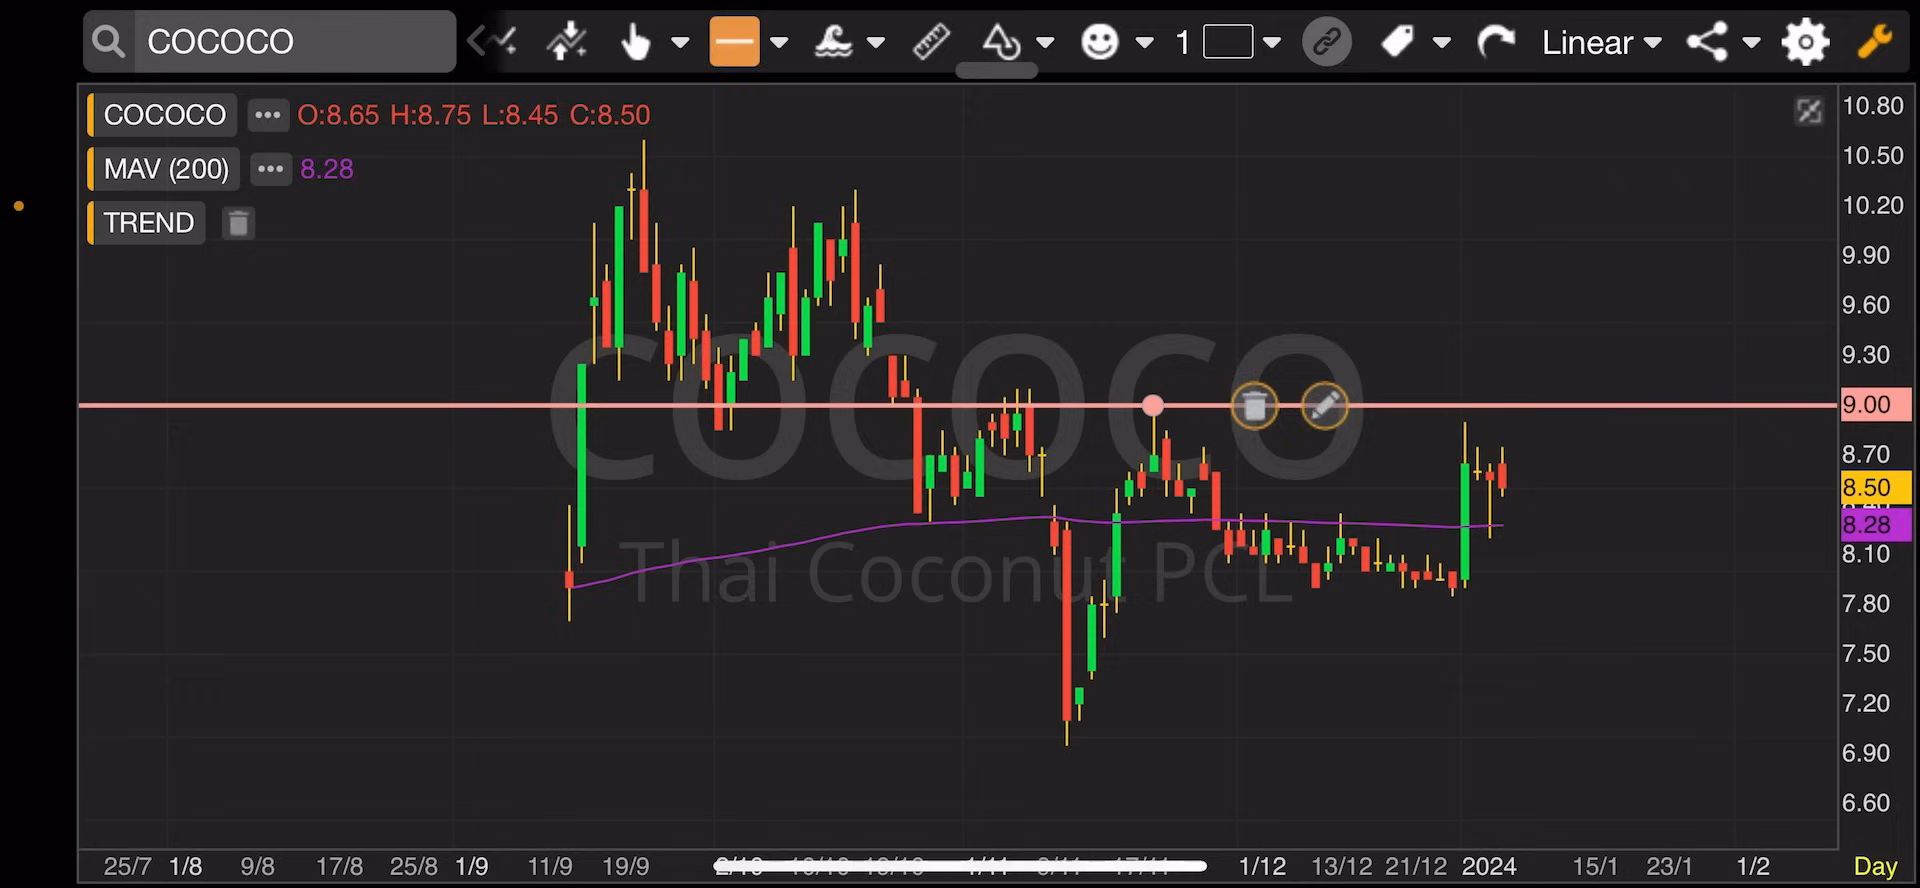 COCOCO 1 Linear
COCOCO ••• O:8.65 H:8.75 L:8.45 C:8.50
MAV (200) ••• 8.28
TREND
COCOCO
Thai Coconut PCL
10.80
10.50
10.20
9.90
9.60
9.30
9.00
8.70
8.50
8.28
8.10
7.80
7.50
7.20
6.90
6.60
25/7 1/8 9/8 17/8 25/8 1/9 11/9 19/9 1/12 13/12 21/12 2024 15/1 23/1 1/2 Day